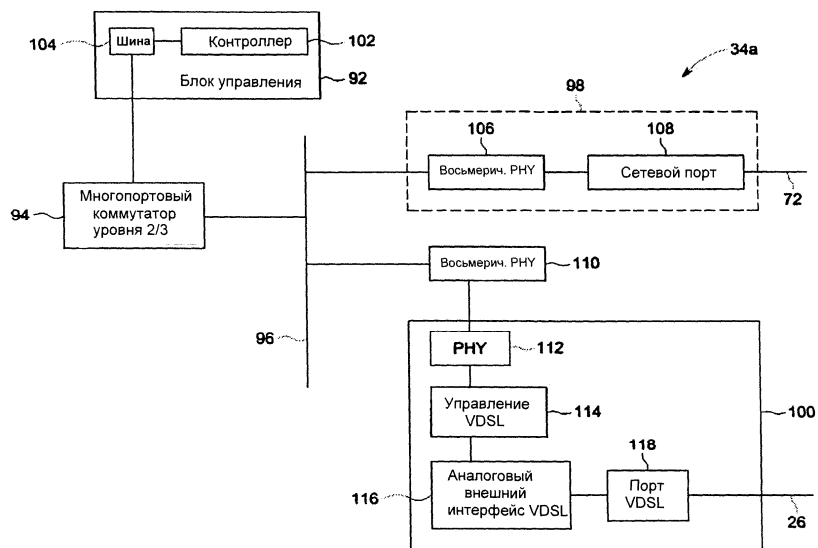 104
Шина
Контроллер
102
Блок управления
92
34a
98
106
108
Восьмерич. PHY
Сетевой порт
72
94
Многопортовый
коммутатор
уровня 2/3
Восьмерич. PHY
110
96
PHY
112
Управление
VDSL
114
100
118
116
Аналоговый
внешний
интерфейс VDSL
Порт
VDSL
26